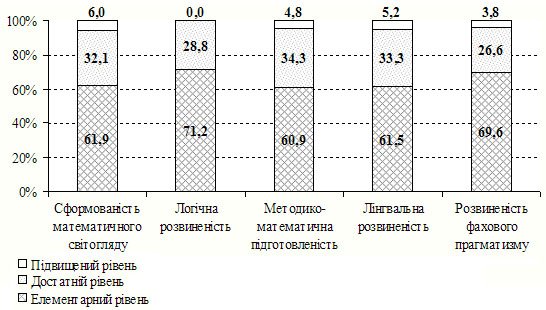 6,0 0,0 4,8 5,2 3,8
100%
32,1 28,8 34,3 33,3 26,6
80%
60%
61,9 71,2 60,9 61,5 69,6
40%
20%
0%
Сформованість математичного світогляду
Логічна розвиненість
Методико-математична підготовленість
Лінгвальна розвиненість
Розвиненість фахового прагматизму
Підвищений рівень
Достатній рівень
Елементарний рівень